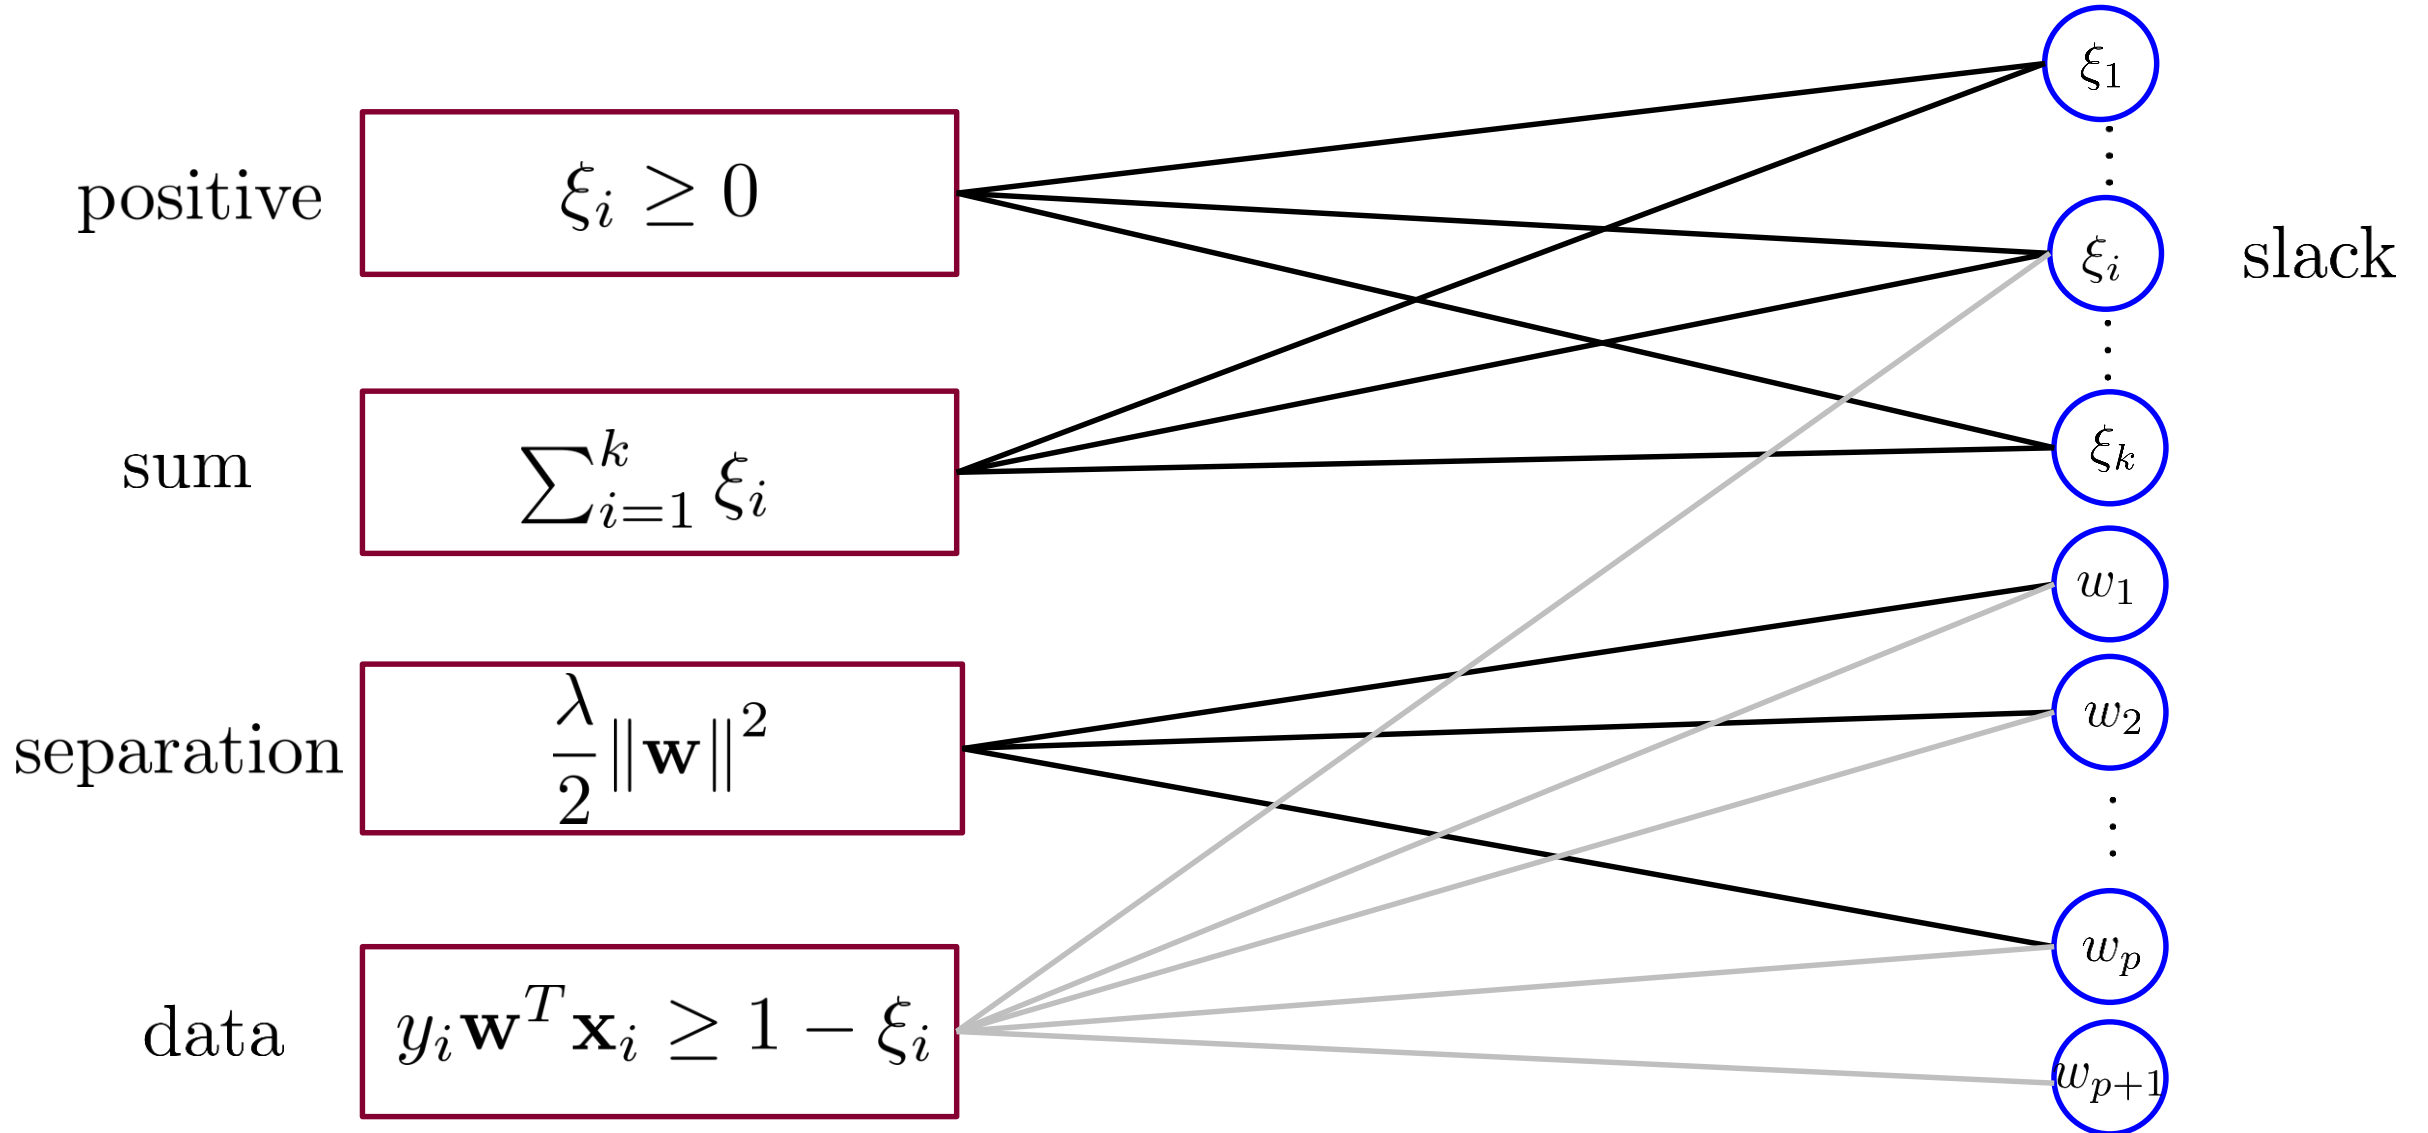 positive
ξ_i ≥ 0
sum
∑_{i=1}^{k} ξ_i
separation
λ/2 ‖𝐰‖²
data
y_i 𝐰^T 𝐱_i ≥ 1 − ξ_i
ξ_1
ξ_i
slack
ξ_k
w_1
w_2
w_p
w_{p+1}